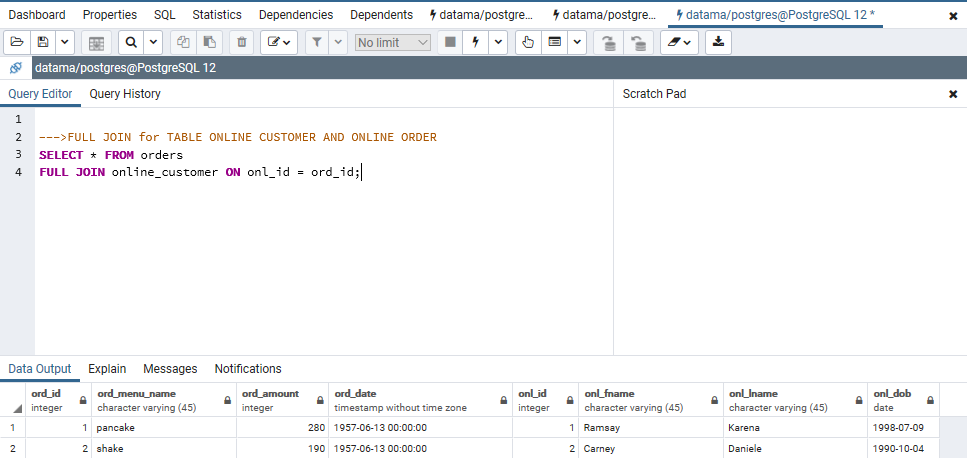 Dashboard Properties SQL Statistics Dependencies Dependents datama/postgre... datama/postgre... datama/postgres@PostgreSQL 12 *
No limit
datama/postgres@PostgreSQL 12
Query Editor Query History Scratch Pad
1
2 --->FULL JOIN for TABLE ONLINE CUSTOMER AND ONLINE ORDER
3 SELECT * FROM orders
4 FULL JOIN online_customer ON onl_id = ord_id;
Data Output Explain Messages Notifications
ord_id ord_menu_name ord_amount ord_date onl_id onl_fname onl_lname onl_dob
integer character varying (45) integer timestamp without time zone integer character varying (45) character varying (45) date
1 1 pancake 280 1957-06-13 00:00:00 1 Ramsay Karena 1998-07-09
2 2 shake 190 1957-06-13 00:00:00 2 Carney Daniele 1990-10-04